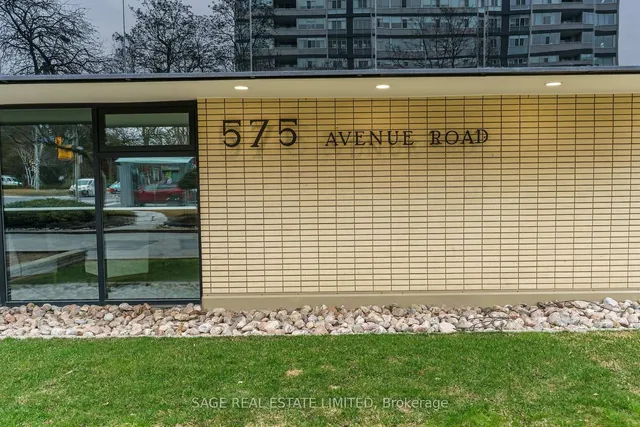 575 AVENUE ROAD
SAGE REAL ESTATE LIMITED, Brokerage